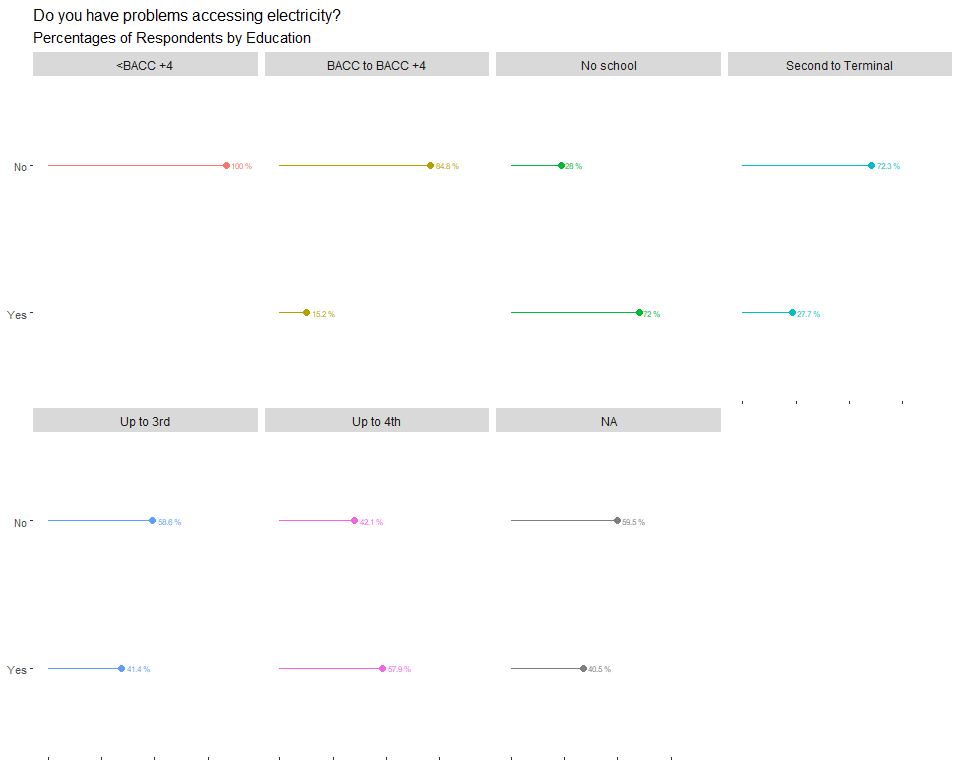 Do you have problems accessing electricity?
Percentages of Respondents by Education
<BACC +4
BACC to BACC +4
No school
Second to Terminal
No
100 %
84.8 %
28 %
72.3 %
Yes
15.2 %
72 %
27.7 %
Up to 3rd
Up to 4th
NA
No
58.6 %
42.1 %
59.5 %
Yes
41.4 %
57.9 %
40.5 %